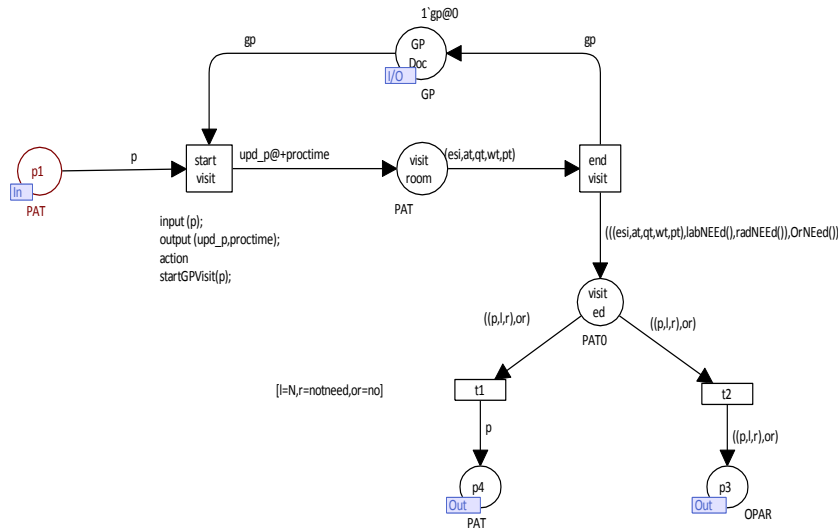 1`gp@0
gp
GP
Doc
I/O
GP
gp
p1
In
PAT
p
start
visit
upd_p@+proctime
visit
room
PAT
(esi,at,qt,wt,pt)
end
visit
input (p);
output (upd_p,proctime);
action
startGPVisit(p);
(((esi,at,qt,wt,pt),labNEEd(),radNEEd()),OrNEed())
visit
ed
PAT0
((p,l,r),or)
((p,l,r),or)
[l=N,r=notneed,or=no]
t1
t2
p
((p,l,r),or)
p4
Out
PAT
p3
Out
OPAR